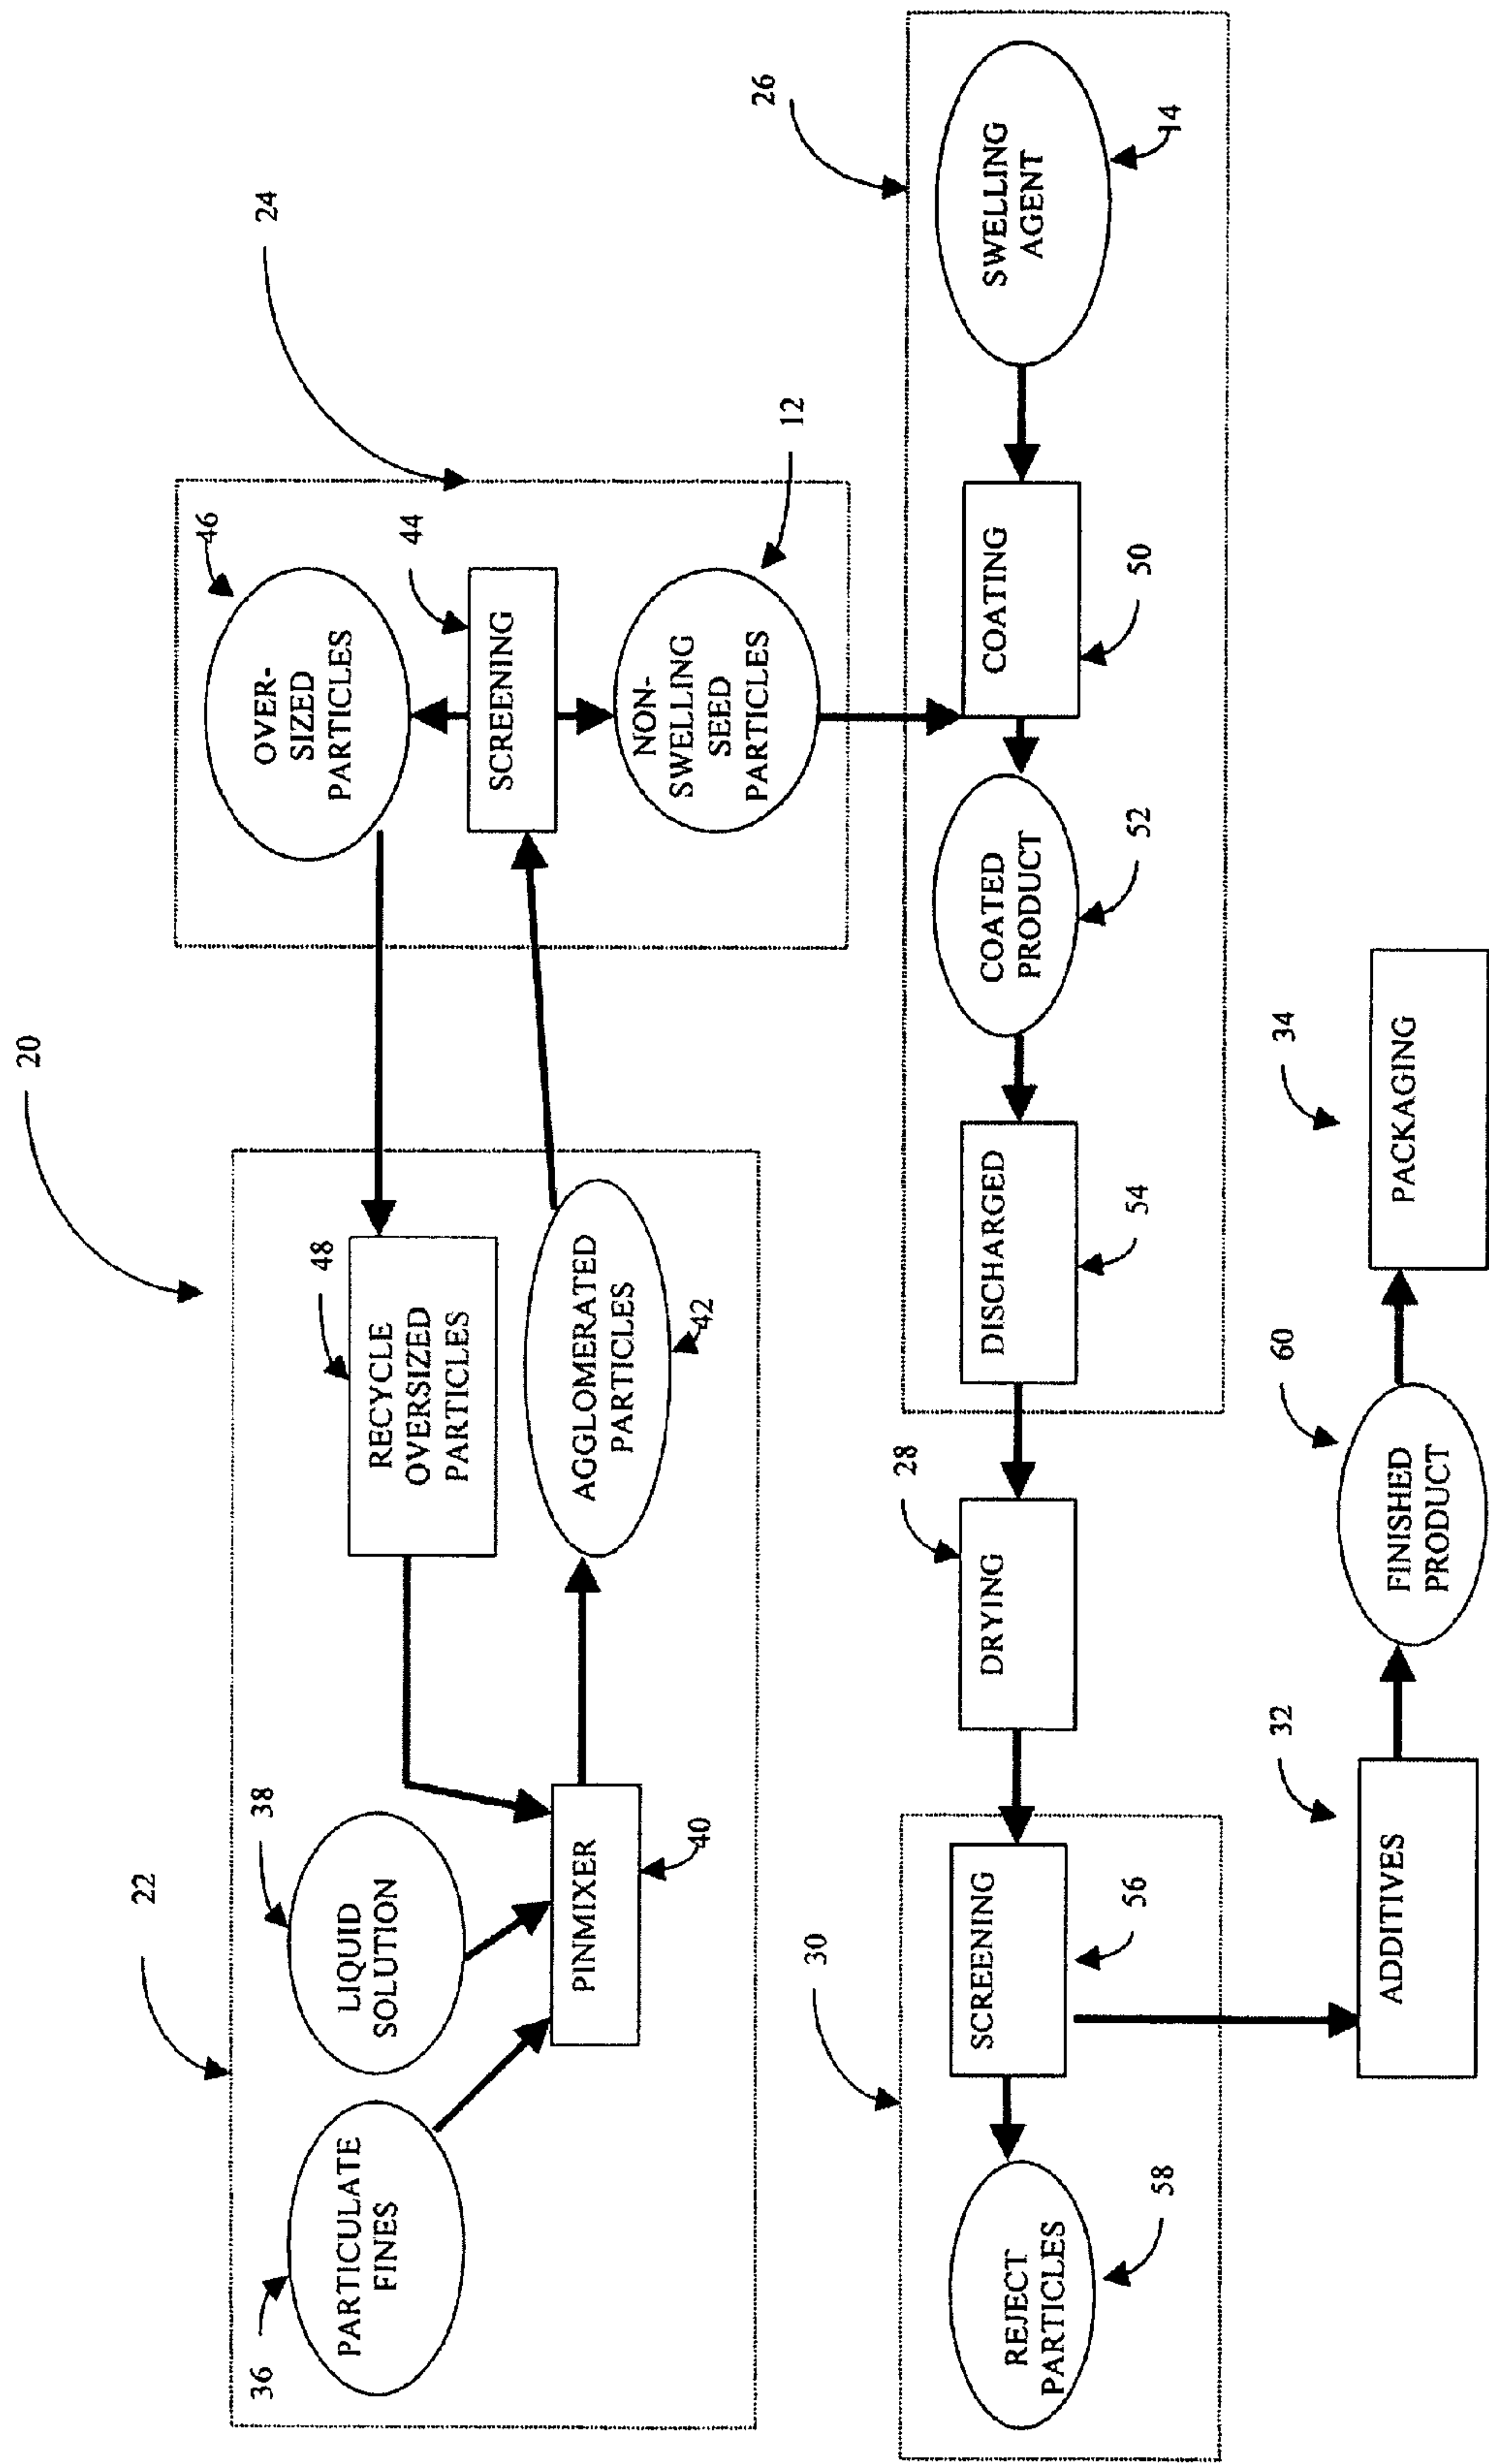 20
22
36
PARTICULATE
FINES
38
LIQUID
SOLUTION
PINMIXER
40
48
RECYCLE
OVERSIZED
PARTICLES
AGGLOMERATED
PARTICLES
42
24
46
OVER-
SIZED
PARTICLES
44
SCREENING
NON-
SWELLING
SEED
PARTICLES
12
26
SWELLING
AGENT
14
COATING
50
COATED
PRODUCT
52
DISCHARGED
54
28
DRYING
30
SCREENING
56
REJECT
PARTICLES
58
32
ADDITIVES
60
FINISHED
PRODUCT
34
PACKAGING